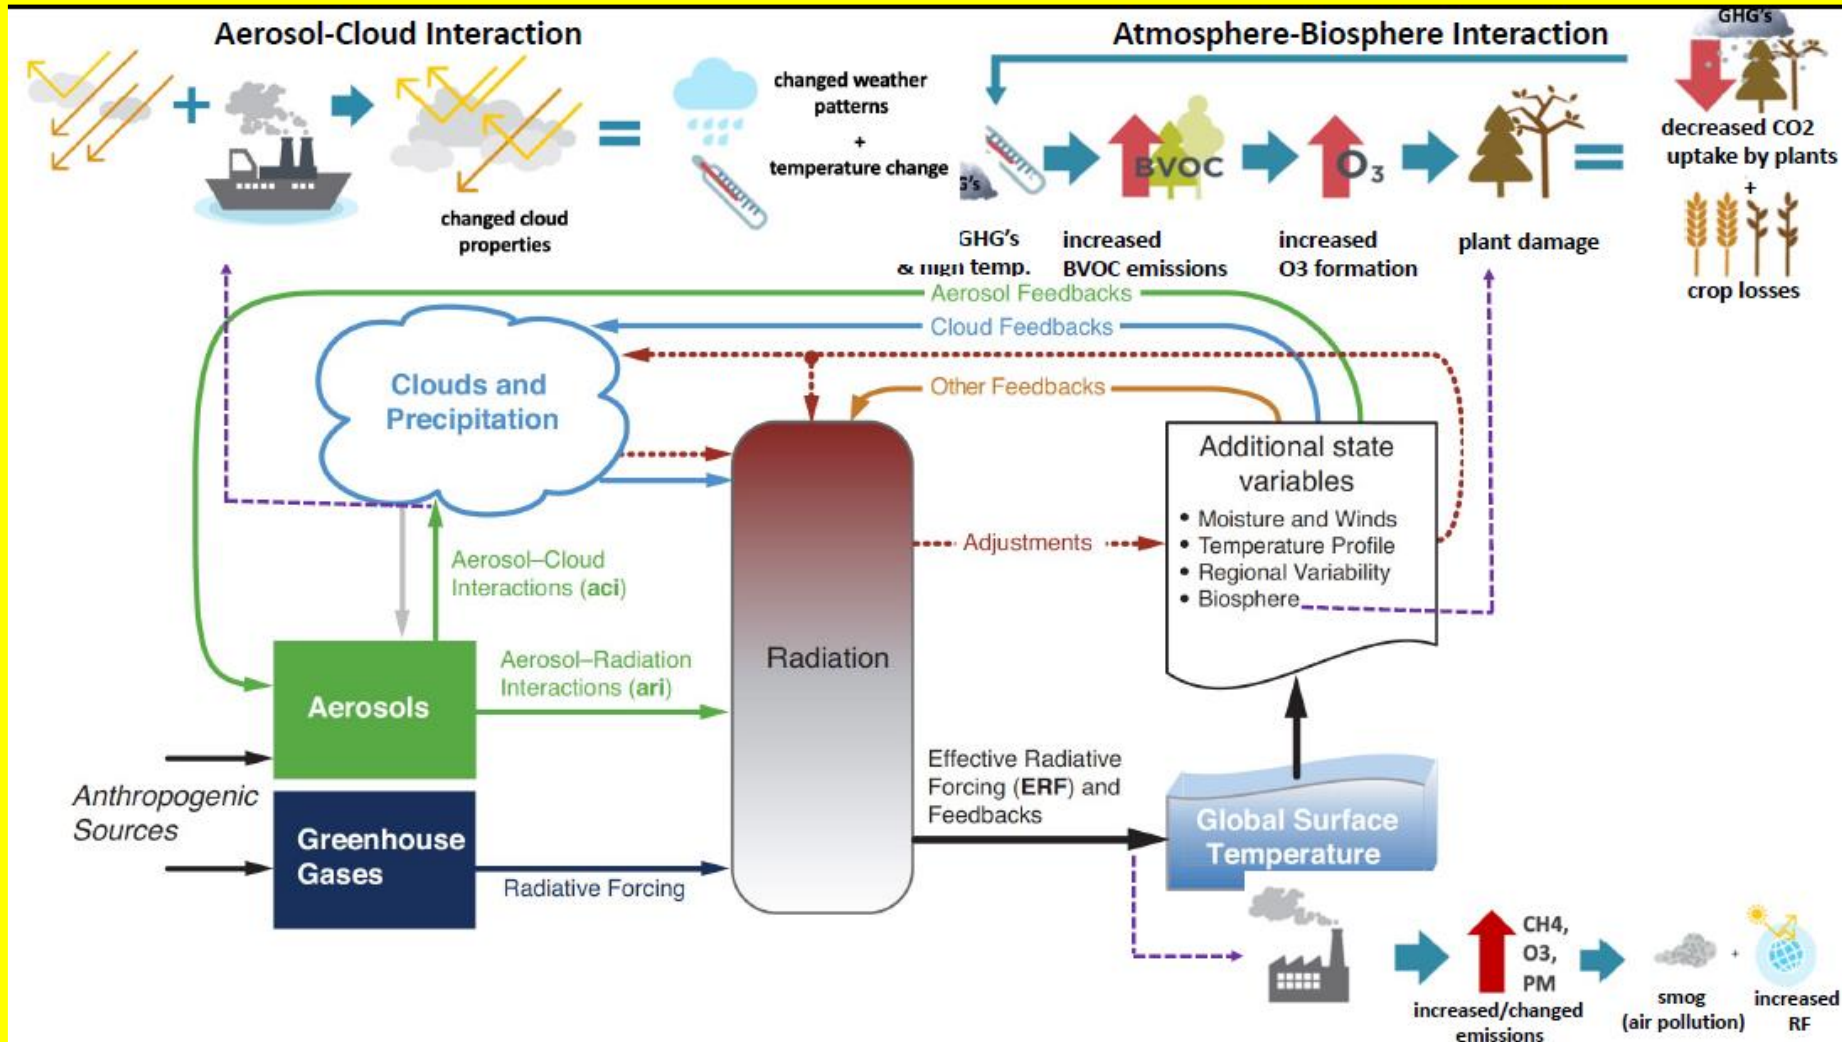 Aerosol-Cloud Interaction
changed cloud
properties
changed weather
patterns
+
temperature change
Atmosphere-Biosphere Interaction
GHG's
& high temp.
BVOC
increased
BVOC emissions
O3
increased
O3 formation
plant damage
GHG's
decreased CO2
uptake by plants
+
crop losses
Aerosol Feedbacks
Cloud Feedbacks
Other Feedbacks
Clouds and
Precipitation
Additional state
variables
• Moisture and Winds
• Temperature Profile
• Regional Variability
• Biosphere
Adjustments
Aerosol–Cloud
Interactions (aci)
Aerosol–Radiation
Interactions (ari)
Radiation
Aerosols
Anthropogenic
Sources
Greenhouse
Gases
Radiative Forcing
Effective Radiative
Forcing (ERF) and
Feedbacks
Global Surface
Temperature
CH4,
O3,
PM
increased/changed
emissions
smog
(air pollution)
+
increased
RF